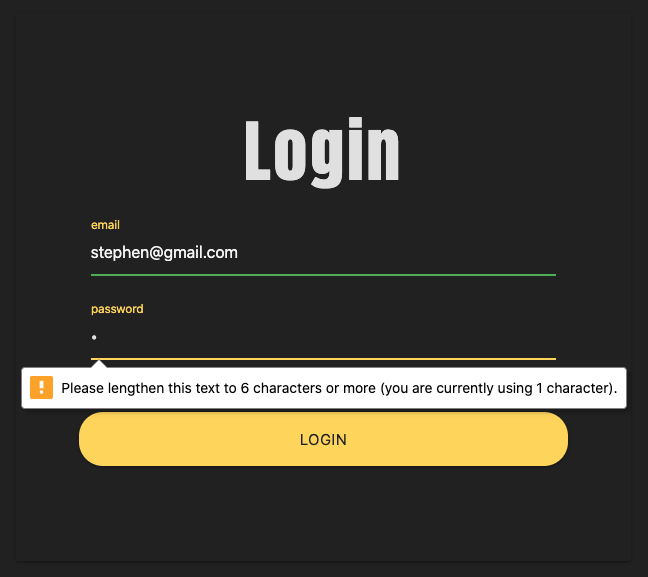 Login
email
stephen@gmail.com
password
•
Please lengthen this text to 6 characters or more (you are currently using 1 character).
LOGIN